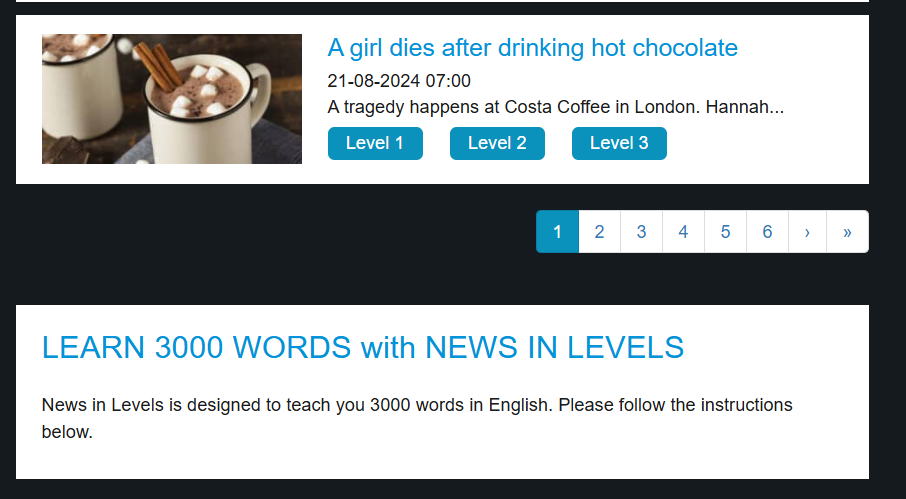 A girl dies after drinking hot chocolate
21-08-2024 07:00
A tragedy happens at Costa Coffee in London. Hannah...
Level 1 Level 2 Level 3
1 2 3 4 5 6 › »
LEARN 3000 WORDS with NEWS IN LEVELS
News in Levels is designed to teach you 3000 words in English. Please follow the instructions
below.